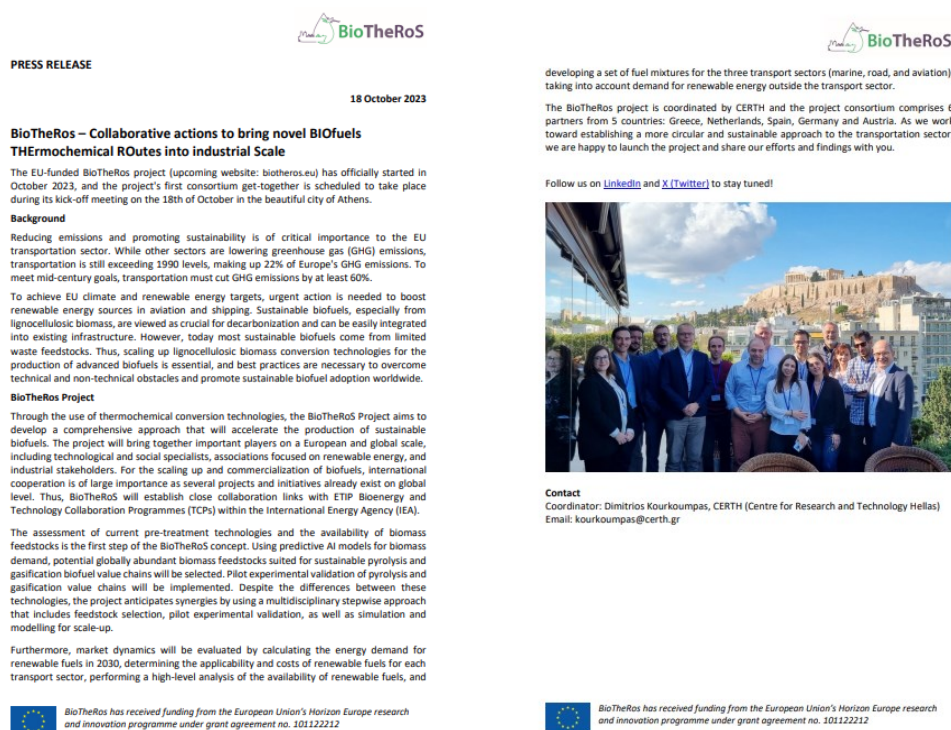 BioTheRoS
PRESS RELEASE
18 October 2023
BioTheRos – Collaborative actions to bring novel BIOfuels
THErmochemical ROutes into industrial Scale
The EU-funded BioTheRos project (upcoming website: biotheros.eu) has officially started in
October 2023, and the project's first consortium get-together is scheduled to take place
during its kick-off meeting on the 18th of October in the beautiful city of Athens.
Background
Reducing emissions and promoting sustainability is of critical importance to the EU
transportation sector. While other sectors are lowering greenhouse gas (GHG) emissions,
transportation is still exceeding 1990 levels, making up 22% of Europe's GHG emissions. To
meet mid-century goals, transportation must cut GHG emissions by at least 60%.
To achieve EU climate and renewable energy targets, urgent action is needed to boost
renewable energy sources in aviation and shipping. Sustainable biofuels, especially from
lignocellulosic biomass, are viewed as crucial for decarbonization and can be easily integrated
into existing infrastructure. However, today most sustainable biofuels come from limited
waste feedstocks. Thus, scaling up lignocellulosic biomass conversion technologies for the
production of advanced biofuels is essential, and best practices are necessary to overcome
technical and non-technical obstacles and promote sustainable biofuel adoption worldwide.
BioTheRos Project
Through the use of thermochemical conversion technologies, the BioTheRoS Project aims to
develop a comprehensive approach that will accelerate the production of sustainable
biofuels. The project will bring together important players on a European and global scale,
including technological and social specialists, associations focused on renewable energy, and
industrial stakeholders. For the scaling up and commercialization of biofuels, international
cooperation is of large importance as several projects and initiatives already exist on global
level. Thus, BioTheRoS will establish close collaboration links with ETIP Bioenergy and
Technology Collaboration Programmes (TCPs) within the International Energy Agency (IEA).
The assessment of current pre-treatment technologies and the availability of biomass
feedstocks is the first step of the BioTheRoS concept. Using predictive AI models for biomass
demand, potential globally abundant biomass feedstocks suited for sustainable pyrolysis and
gasification biofuel value chains will be selected. Pilot experimental validation of pyrolysis and
gasification value chains will be implemented. Despite the differences between these
technologies, the project anticipates synergies by using a multidisciplinary stepwise approach
that includes feedstock selection, pilot experimental validation, as well as simulation and
modelling for scale-up.
Furthermore, market dynamics will be evaluated by calculating the energy demand for
renewable fuels in 2030, determining the applicability and costs of renewable fuels for each
transport sector, performing a high-level analysis of the availability of renewable fuels, and
BioTheRos has received funding from the European Union's Horizon Europe research
and innovation programme under grant agreement no. 101122212
BioTheRoS
developing a set of fuel mixtures for the three transport sectors (marine, road, and aviation)
taking into account demand for renewable energy outside the transport sector.
The BioTheRos project is coordinated by CERTH and the project consortium comprises 6
partners from 5 countries: Greece, Netherlands, Spain, Germany and Austria. As we work
toward establishing a more circular and sustainable approach to the transportation sector
we are happy to launch the project and share our efforts and findings with you.
Follow us on LinkedIn and X (Twitter) to stay tuned!
Contact
Coordinator: Dimitrios Kourkoumpas, CERTH (Centre for Research and Technology Hellas)
Email: kourkoumpas@certh.gr
BioTheRos has received funding from the European Union's Horizon Europe research
and innovation programme under grant agreement no. 101122212